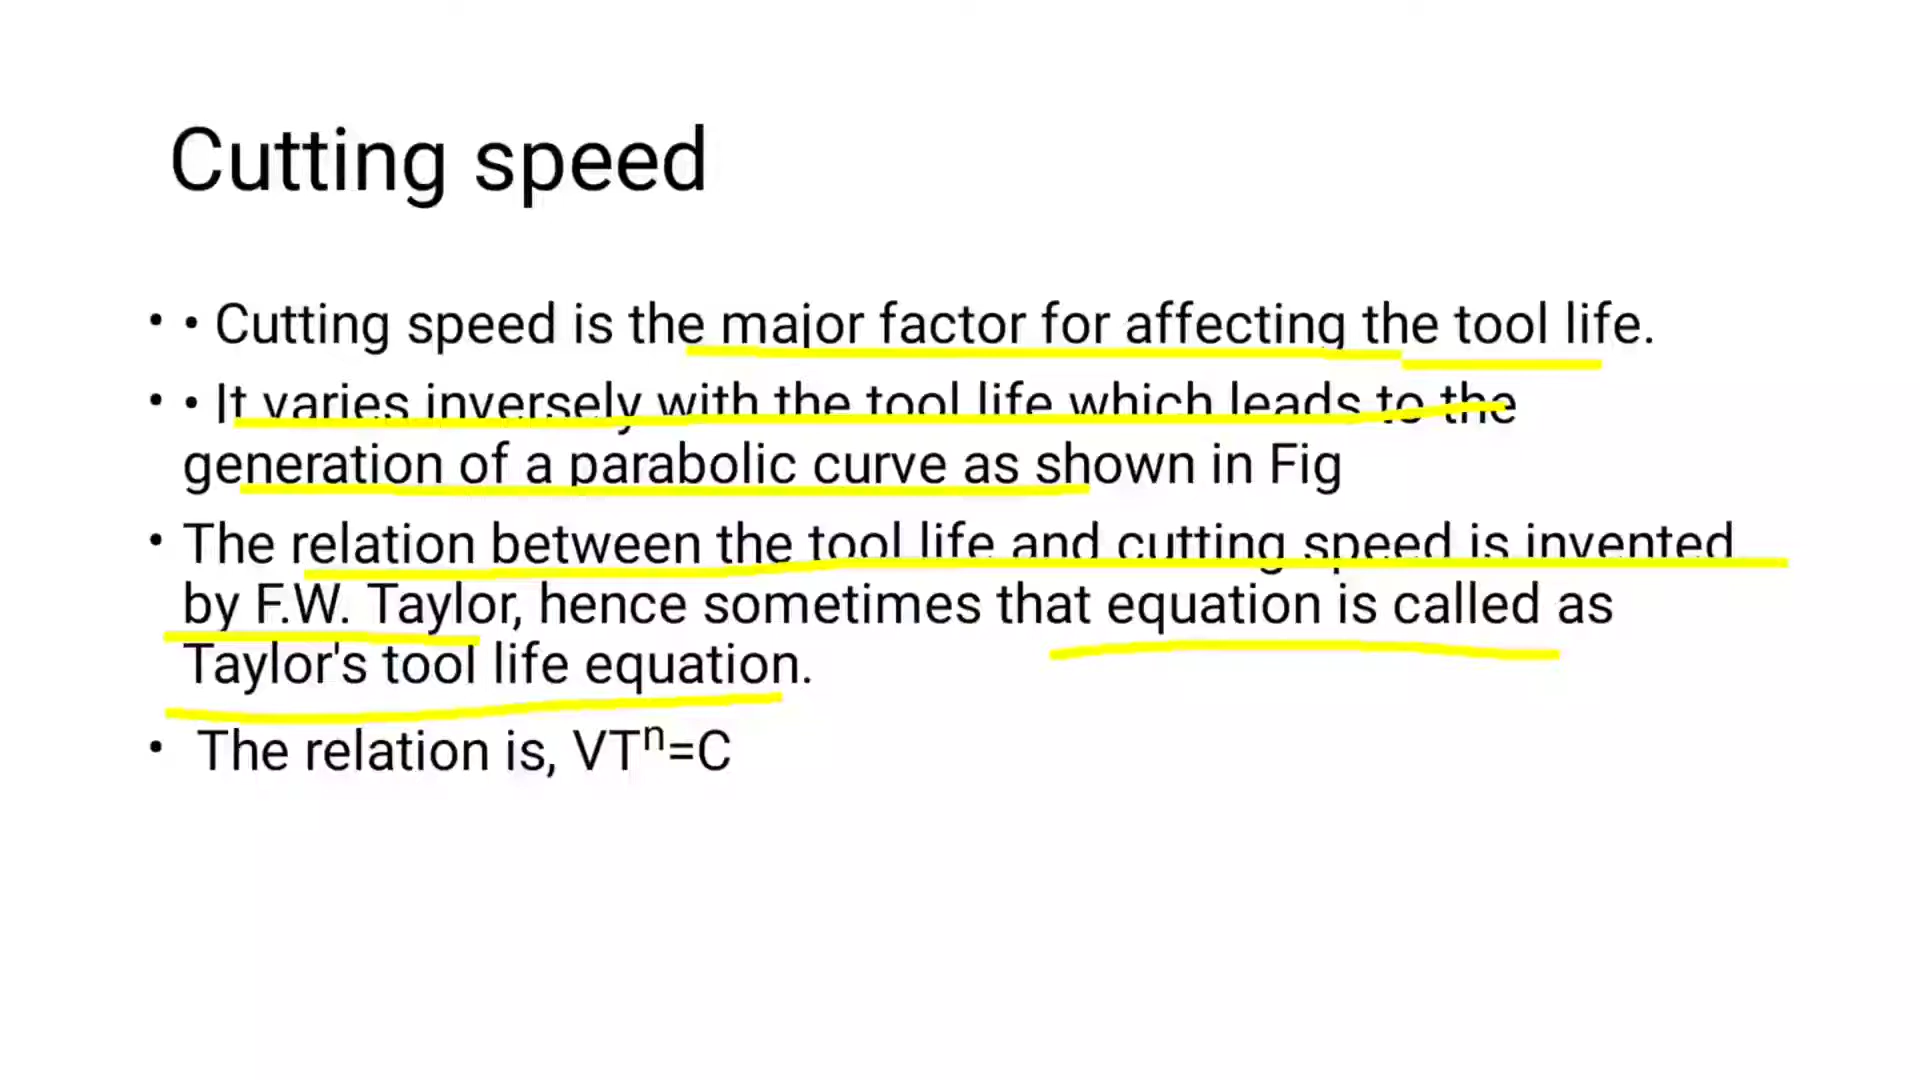 Cutting speed
• • Cutting speed is the major factor for affecting the tool life.
• • It varies inversely with the tool life which leads to the
generation of a parabolic curve as shown in Fig
• The relation between the tool life and cutting speed is invented
by F.W. Taylor, hence sometimes that equation is called as
Taylor's tool life equation.
• The relation is, VTⁿ=C